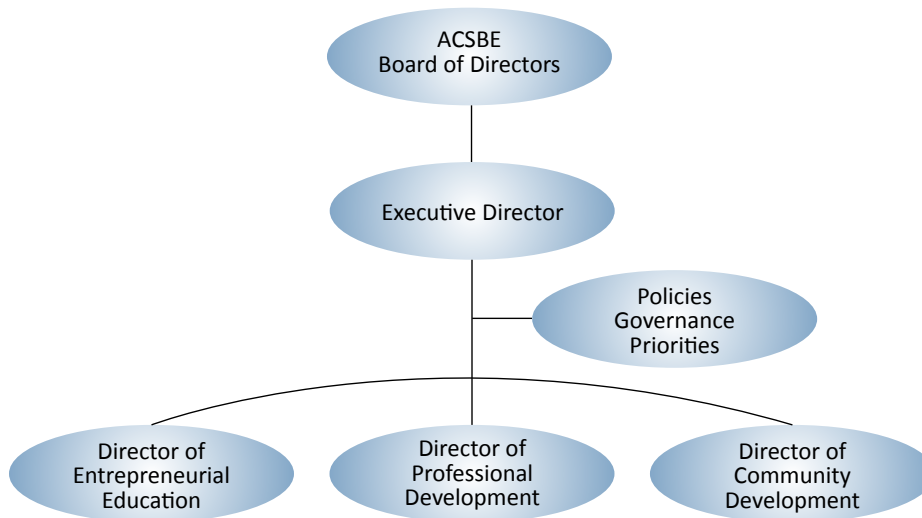 ACSBE
Board of Directors
Executive Director
Policies
Governance
Priorities
Director of
Entrepreneurial
Education
Director of
Professional
Development
Director of
Community
Development